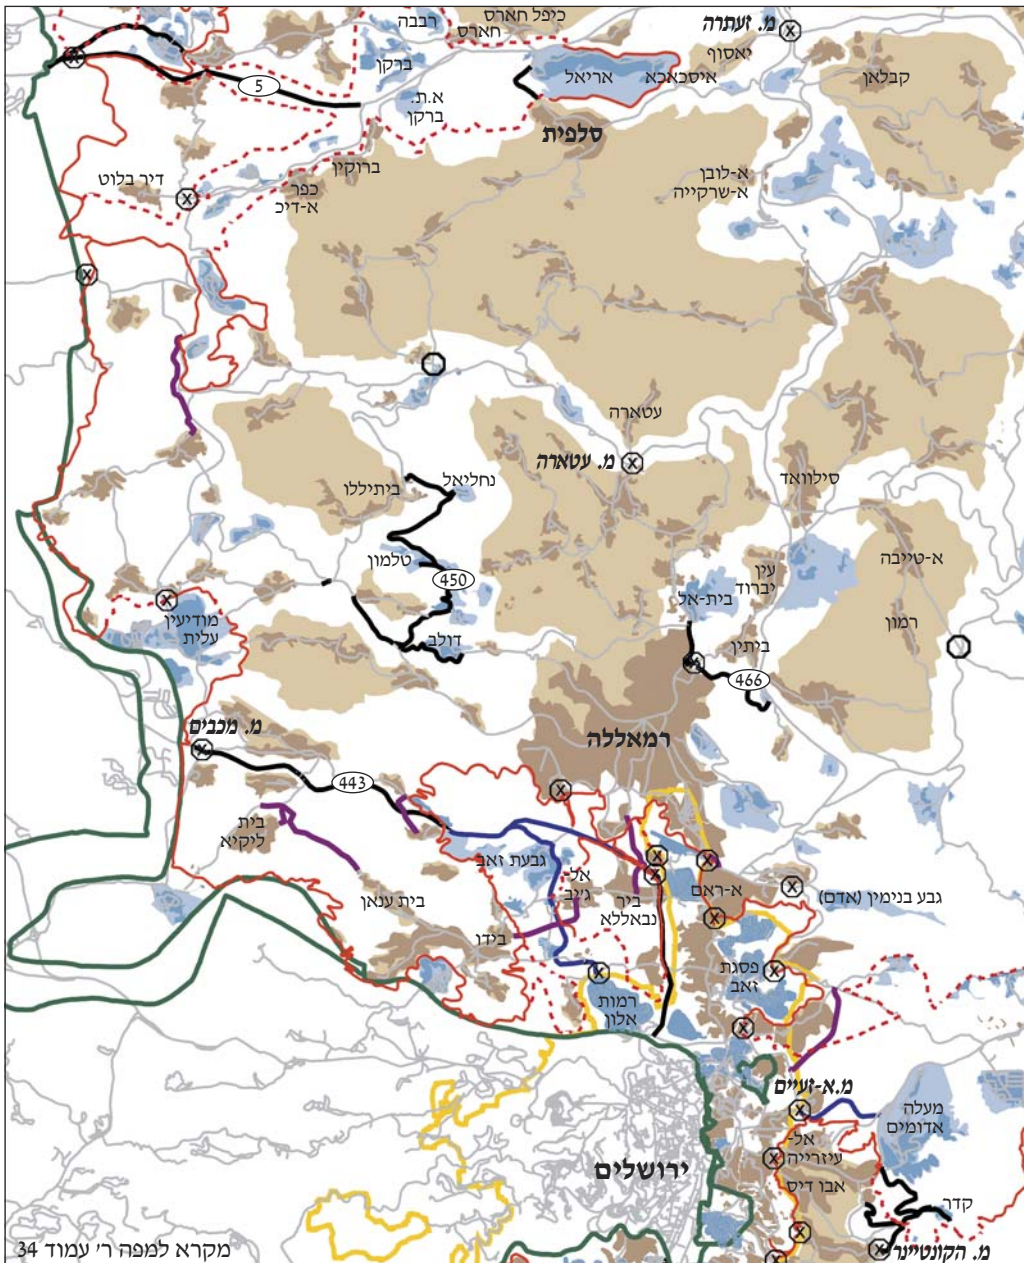 רבבה
כיפל חארס
חארס
מ. זעתרה
יאסוף
ברקן
אריאל
איסכאכא
קבלאן
5
א.ת.
ברקן
סלפית
ברוקין
דיר בלוט
כפר
א-דיכ
א-לובן
א-שרקייה
עטארה
מ. עטארה
סילוואד
נחליאל
ביתיללו
טלמון
450
א-טייבה
עין
יברוד
בית-אל
מודיעין
עלית
דולב
רמון
ביתין
466
מ. מכבים
רמאללה
443
בית
ליקיא
גבעת זאב
אל-
ג'יב
ביר
נבאללא
א-ראם
גבע בנימין (אדם)
בית ענאן
בידו
פסגת
זאב
רמות
אלון
מ.א-זעיים
מעלה
אדומים
אל-
עיזרייה
ירושלים
אבו דיס
קדר
מ. הקונטיינר
מקרא למפה ר' עמוד 34